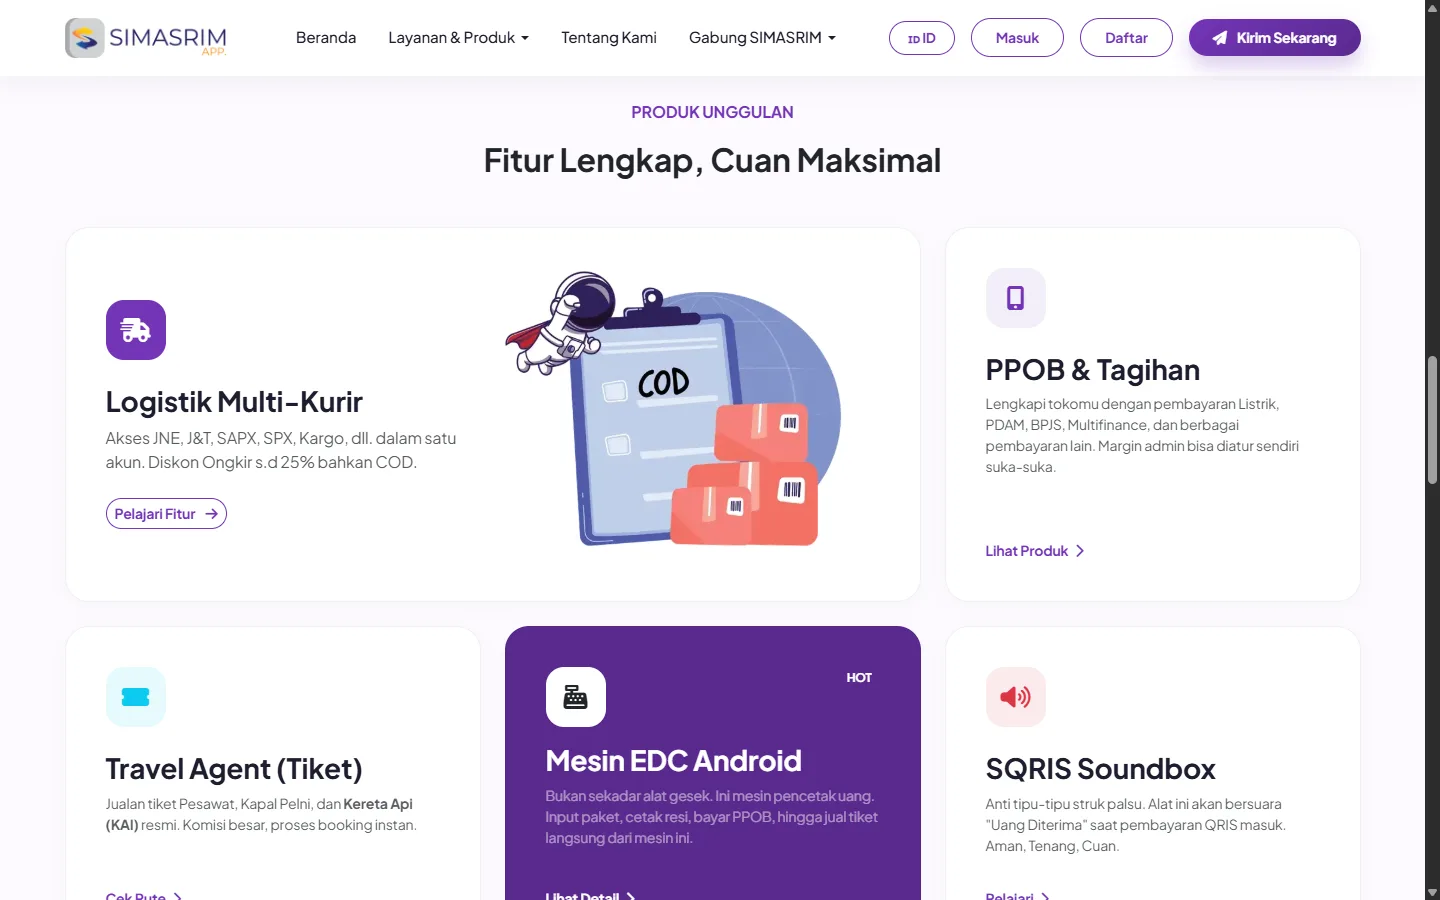 SIMASRIM
APP.
Beranda
Layanan & Produk
Tentang Kami
Gabung SIMASRIM
ID ID
Masuk
Daftar
Kirim Sekarang
PRODUK UNGGULAN
Fitur Lengkap, Cuan Maksimal
COD
Logistik Multi-Kurir
Akses JNE, J&T, SAPX, SPX, Kargo, dll. dalam satu
akun. Diskon Ongkir s.d 25% bahkan COD.
Pelajari Fitur
PPOB & Tagihan
Lengkapi tokomu dengan pembayaran Listrik,
PDAM, BPJS, Multifinance, dan berbagai
pembayaran lain. Margin admin bisa diatur sendiri
suka-suka.
Lihat Produk
Travel Agent (Tiket)
Jualan tiket Pesawat, Kapal Pelni, dan Kereta Api
(KAI) resmi. Komisi besar, proses booking instan.
Cek Rute
HOT
Mesin EDC Android
Bukan sekadar alat gesek. Ini mesin pencetak uang.
Input paket, cetak resi, bayar PPOB, hingga jual tiket
langsung dari mesin ini.
Lihat Detail
SQRIS Soundbox
Anti tipu-tipu struk palsu. Alat ini akan bersuara
"Uang Diterima" saat pembayaran QRIS masuk.
Aman, Tenang, Cuan.
Pelajari